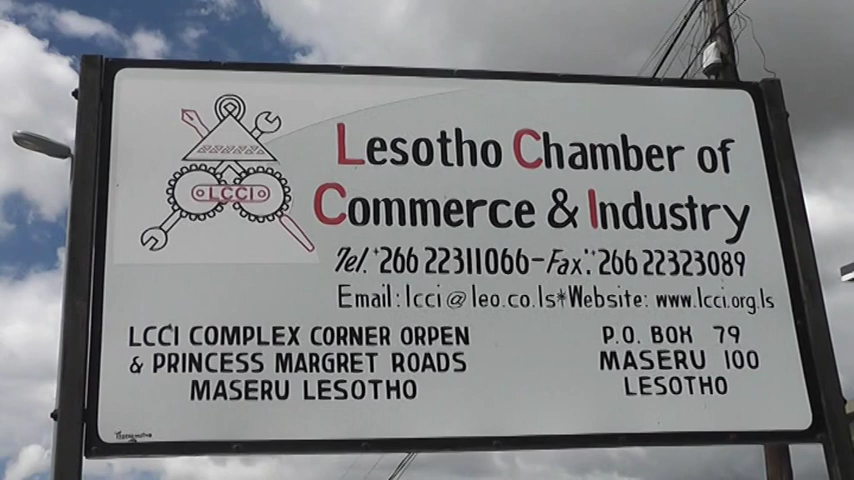 LCCI
Lesotho Chamber of
Commerce & Industry
Tel. +266 22311066-Fax: +266 22323089
Email: lcci@leo.co.ls*Website: www.lcci.org.ls
LCCI COMPLEX CORNER ORPEN
& PRINCESS MARGRET ROADS
MASERU LESOTHO
P.O. BOX 79
MASERU 100
LESOTHO